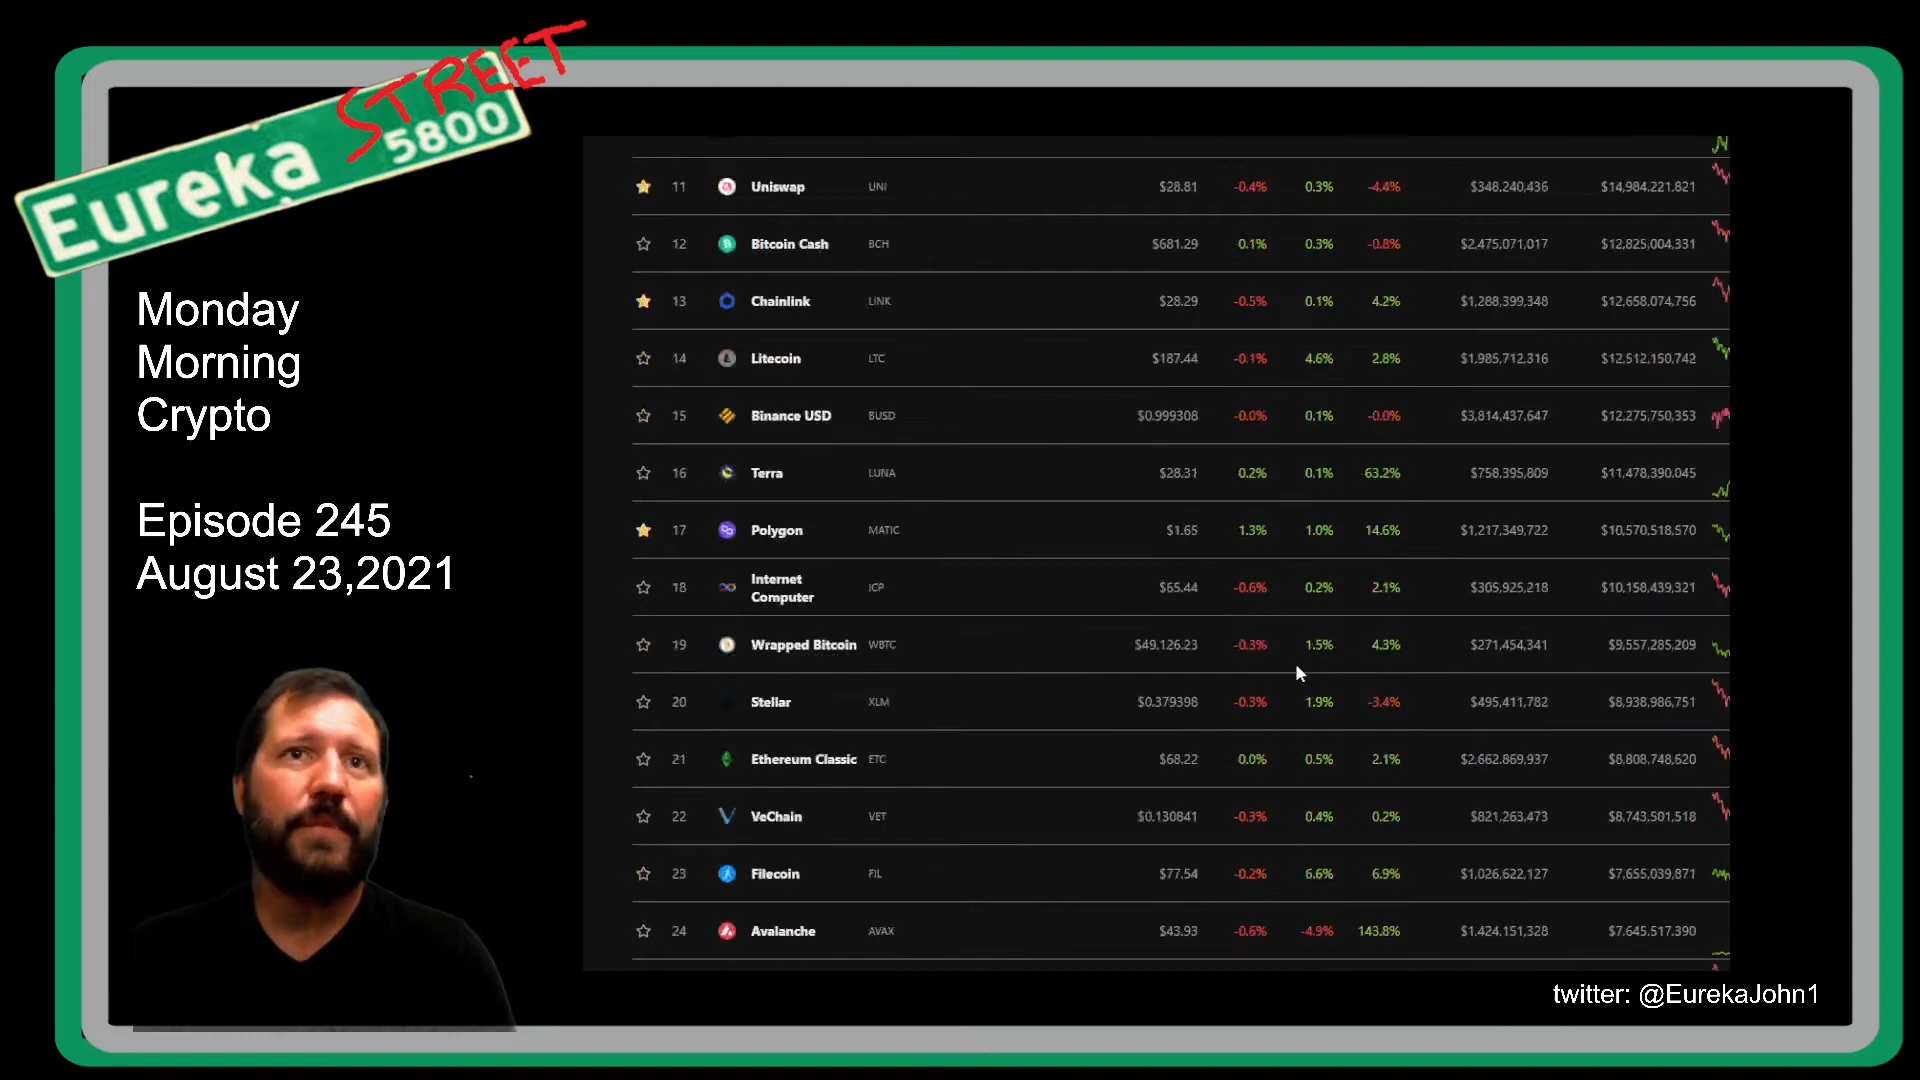 Eureka STREET
5800
Monday
Morning
Crypto
Episode 245
August 23,2021
11 Uniswap UNI $28.81 -0.4% 0.3% -4.4% $348,240,436 $14,984,221,821
12 Bitcoin Cash BCH $681.29 0.1% 0.3% -0.8% $2,475,071,017 $12,825,004,331
13 Chainlink LINK $28.29 -0.5% 0.1% 4.2% $1,288,399,348 $12,658,074,756
14 Litecoin LTC $187.44 -0.1% 4.6% 2.8% $1,985,712,316 $12,512,150,742
15 Binance USD BUSD $0.999308 -0.0% 0.1% -0.0% $3,814,437,647 $12,275,750,353
16 Terra LUNA $28.31 0.2% 0.1% 63.2% $758,395,809 $11,478,390,045
17 Polygon MATIC $1.65 1.3% 1.0% 14.6% $1,217,349,722 $10,570,518,570
18 Internet Computer ICP $65.44 -0.6% 0.2% 2.1% $305,925,218 $10,158,439,321
19 Wrapped Bitcoin WBTC $49,126.23 -0.3% 1.5% 4.3% $271,454,341 $9,557,285,209
20 Stellar XLM $0.379398 -0.3% 1.9% -3.4% $495,411,782 $8,938,986,751
21 Ethereum Classic ETC $68.22 0.0% 0.5% 2.1% $2,662,869,937 $8,808,748,620
22 VeChain VET $0.130841 -0.3% 0.4% 0.2% $821,263,473 $8,743,501,518
23 Filecoin FIL $77.54 -0.2% 6.6% 6.9% $1,026,622,127 $7,655,039,871
24 Avalanche AVAX $43.93 -0.6% -4.9% 143.8% $1,424,151,328 $7,645,517,390
twitter: @EurekaJohn1